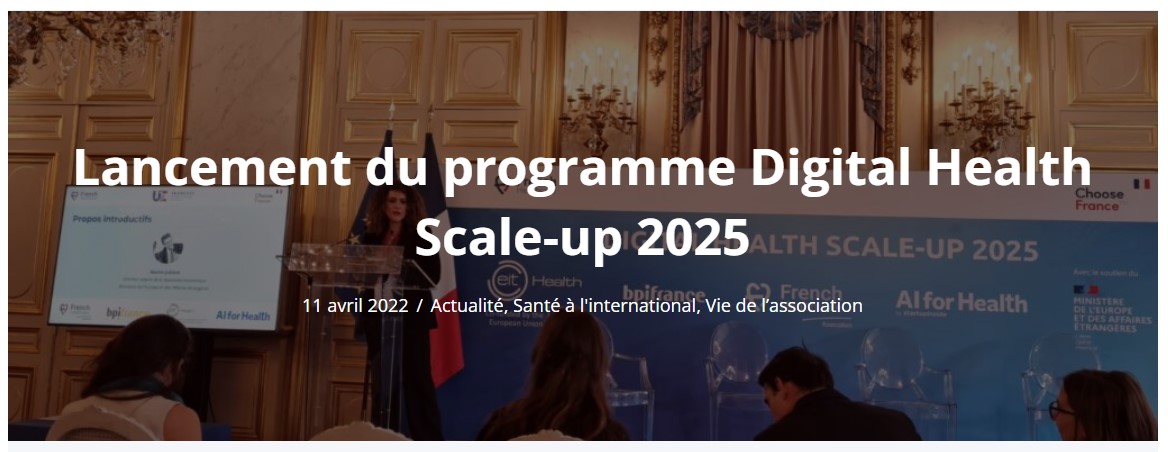 Lancement du programme Digital Health
Scale-up 2025
11 avril 2022 / Actualité, Santé à l'international, Vie de l’association
Propos introductifs
French
bpifrance
AI for Health
Choose
France
HEALTH SCALE-UP 2025
eit Health
bpifrance
French
AI for Health
Avec le soutien du
MINISTÈRE
DE L'EUROPE
ET DES AFFAIRES
ÉTRANGÈRES